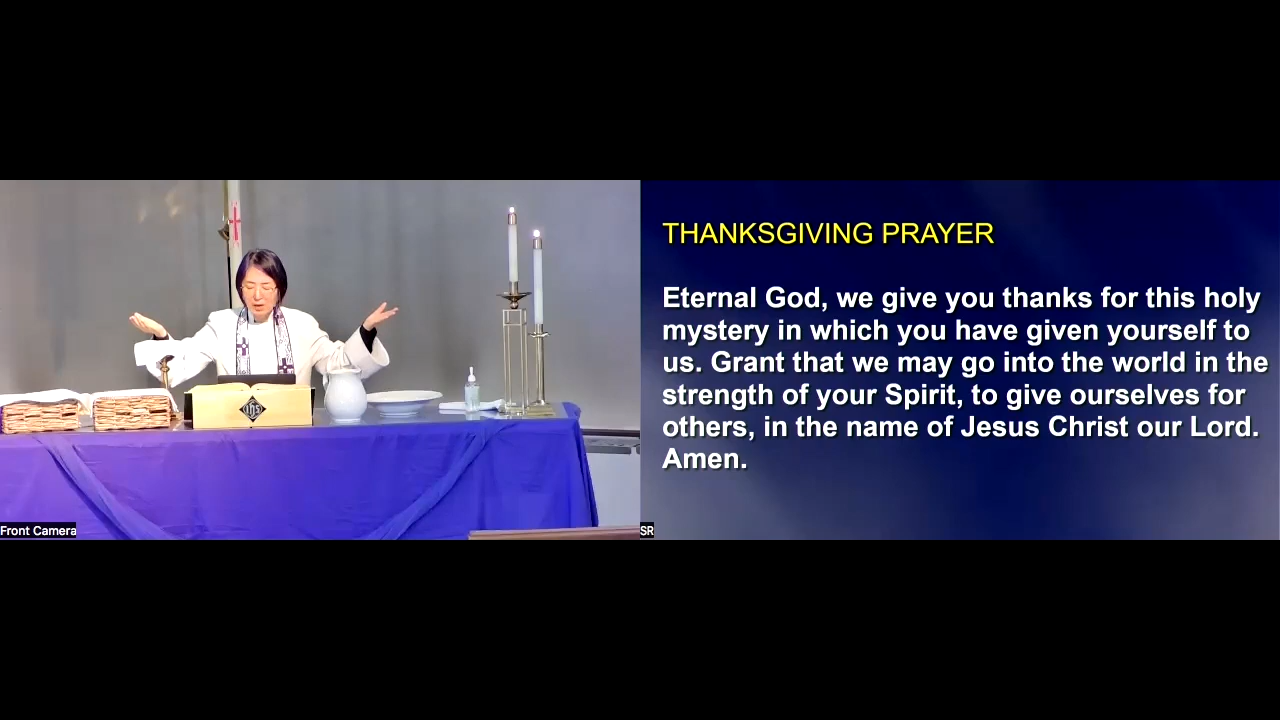 IHS
Front Camera
THANKSGIVING PRAYER
Eternal God, we give you thanks for this holy
mystery in which you have given yourself to
us. Grant that we may go into the world in the
strength of your Spirit, to give ourselves for
others, in the name of Jesus Christ our Lord.
Amen.
SR